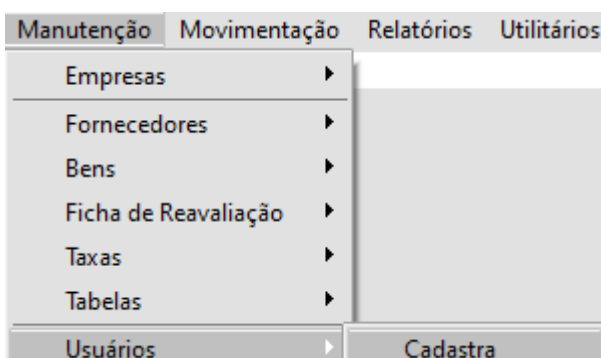 Manutenção Movimentação Relatórios Utilitários
Empresas
Fornecedores
Bens
Ficha de Reavaliação
Taxas
Tabelas
Usuários Cadastra